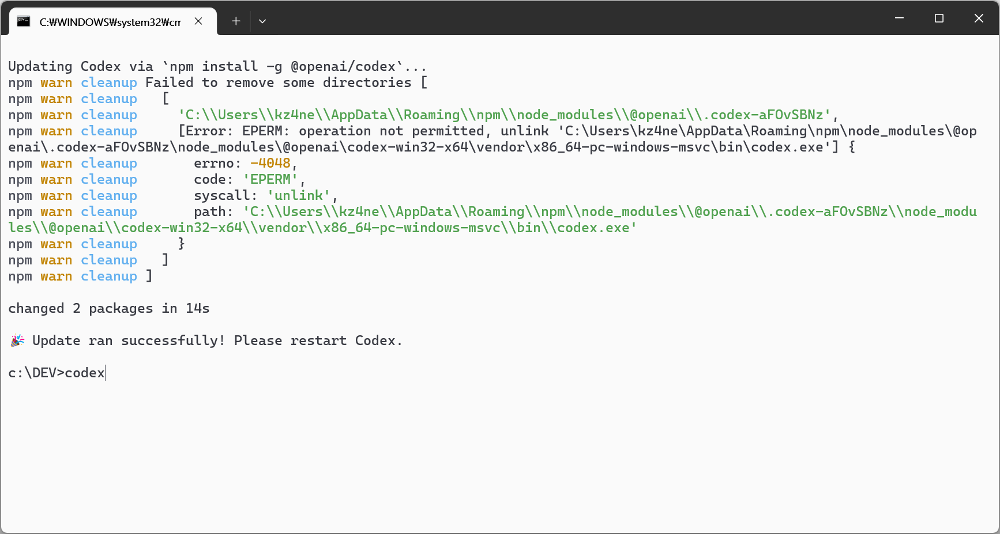 C:₩WINDOWS₩system32₩cm
Updating Codex via `npm install -g @openai/codex`...
npm warn cleanup Failed to remove some directories [
npm warn cleanup   [
npm warn cleanup     'C:\\Users\\kz4ne\\AppData\\Roaming\\npm\\node_modules\\@openai\\.codex-aFOvSBNz',
npm warn cleanup     [Error: EPERM: operation not permitted, unlink 'C:\Users\kz4ne\AppData\Roaming\npm\node_modules\@op
enai\.codex-aFOvSBNz\node_modules\@openai\codex-win32-x64\vendor\x86_64-pc-windows-msvc\bin\codex.exe'] {
npm warn cleanup       errno: -4048,
npm warn cleanup       code: 'EPERM',
npm warn cleanup       syscall: 'unlink',
npm warn cleanup       path: 'C:\\Users\\kz4ne\\AppData\\Roaming\\npm\\node_modules\\@openai\\.codex-aFOvSBNz\\node_modu
les\\@openai\\codex-win32-x64\\vendor\\x86_64-pc-windows-msvc\\bin\\codex.exe'
npm warn cleanup     }
npm warn cleanup   ]
npm warn cleanup ]
changed 2 packages in 14s
🎉 Update ran successfully! Please restart Codex.
c:\DEV>codex